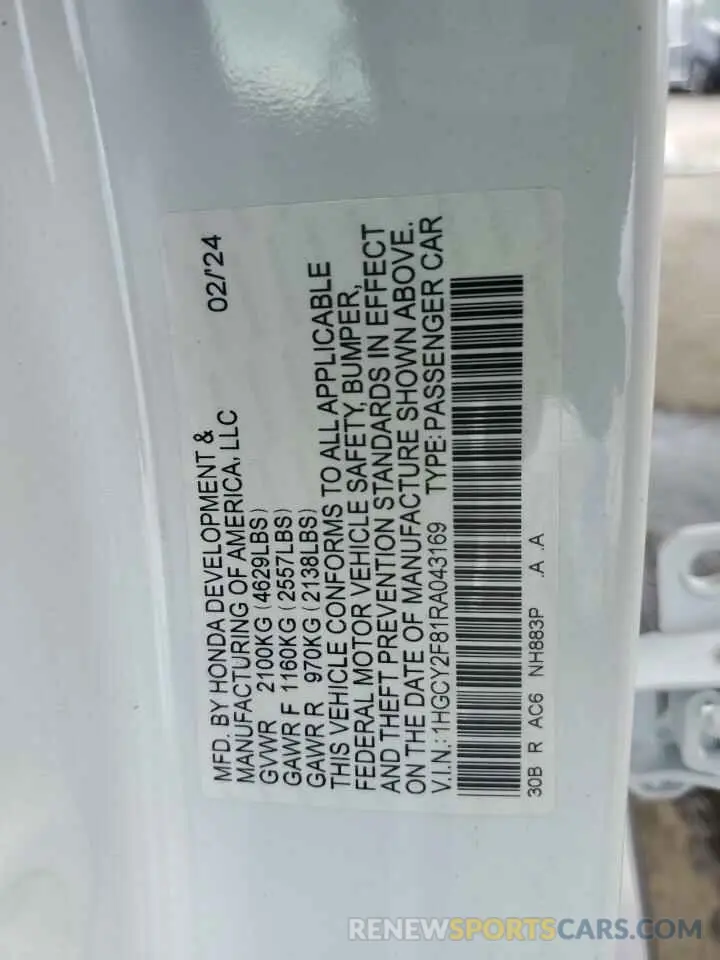 MFD. BY HONDA DEVELOPMENT & 02/'24
MANUFACTURING OF AMERICA, LLC
GVWR 2100KG (4629LBS)
GAWR F 1160KG (2557LBS)
GAWR R 970KG (2138LBS)
THIS VEHICLE CONFORMS TO ALL APPLICABLE
FEDERAL MOTOR VEHICLE SAFETY, BUMPER,
AND THEFT PREVENTION STANDARDS IN EFFECT
ON THE DATE OF MANUFACTURE SHOWN ABOVE.
V.I.N.:1HGCY2F81RA043169 TYPE:PASSENGER CAR
30B R AC6 NH883P .A .A
RENEWSPORTSCARS.COM